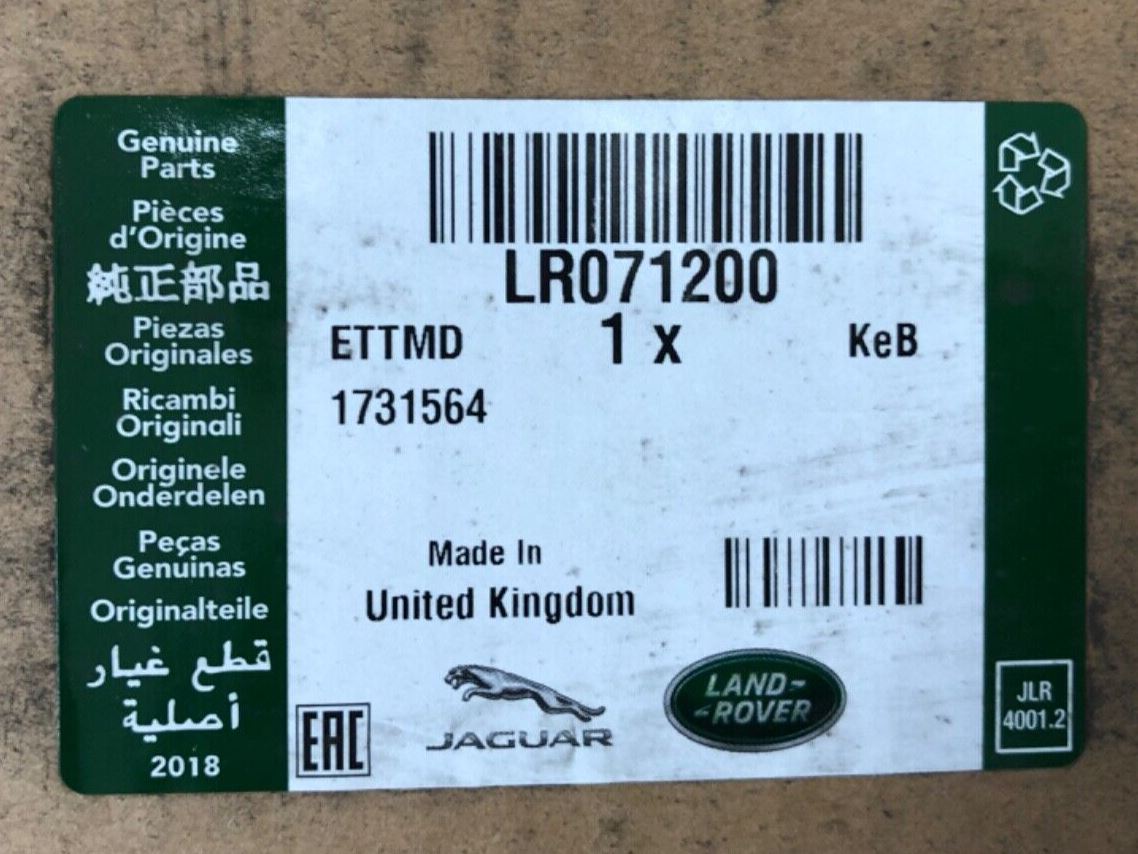 Genuine
Parts
Pièces
d'Origine
純正部品
Piezas
Originales
Ricambi
Originali
Originele
Onderdelen
Peças
Genuinas
Originalteile
قطع غيار
أصلية
2018
LR071200
ETTMD 1 x KeB
1731564
Made In
United Kingdom
EAC
JAGUAR
LAND-
-ROVER
JLR
4001.2